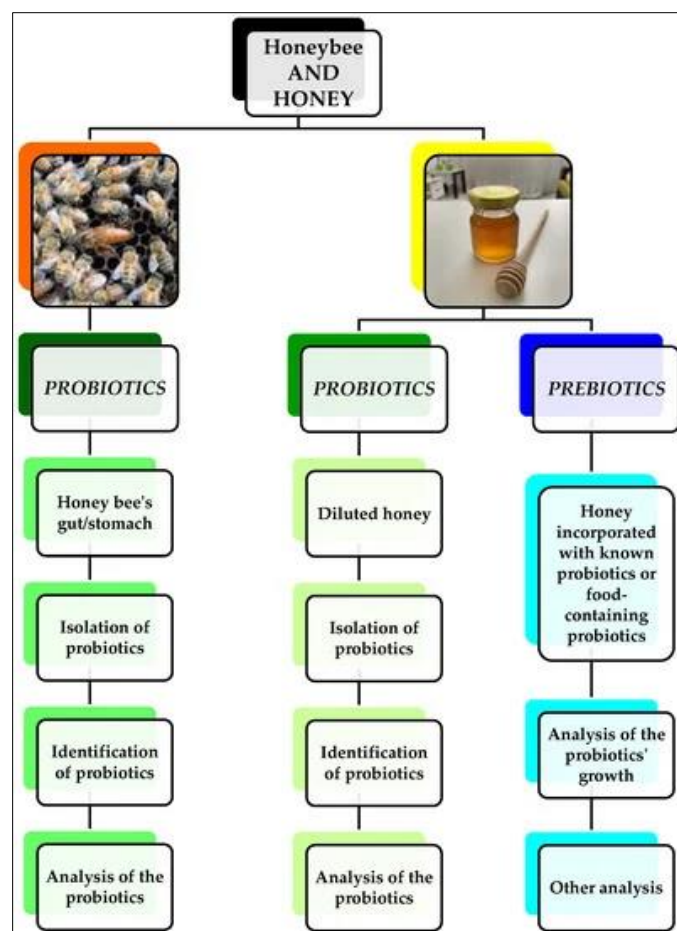 Honeybee
AND
HONEY
PROBIOTICS
PROBIOTICS
PREBIOTICS
Honey bee's
gut/stomach
Diluted honey
Honey
incorporated
with known
probiotics or
food-
containing
probiotics
Isolation of
probiotics
Isolation of
probiotics
Identification
of probiotics
Identification
of probiotics
Analysis of the
probiotics'
growth
Analysis of the
probiotics
Analysis of the
probiotics
Other analysis